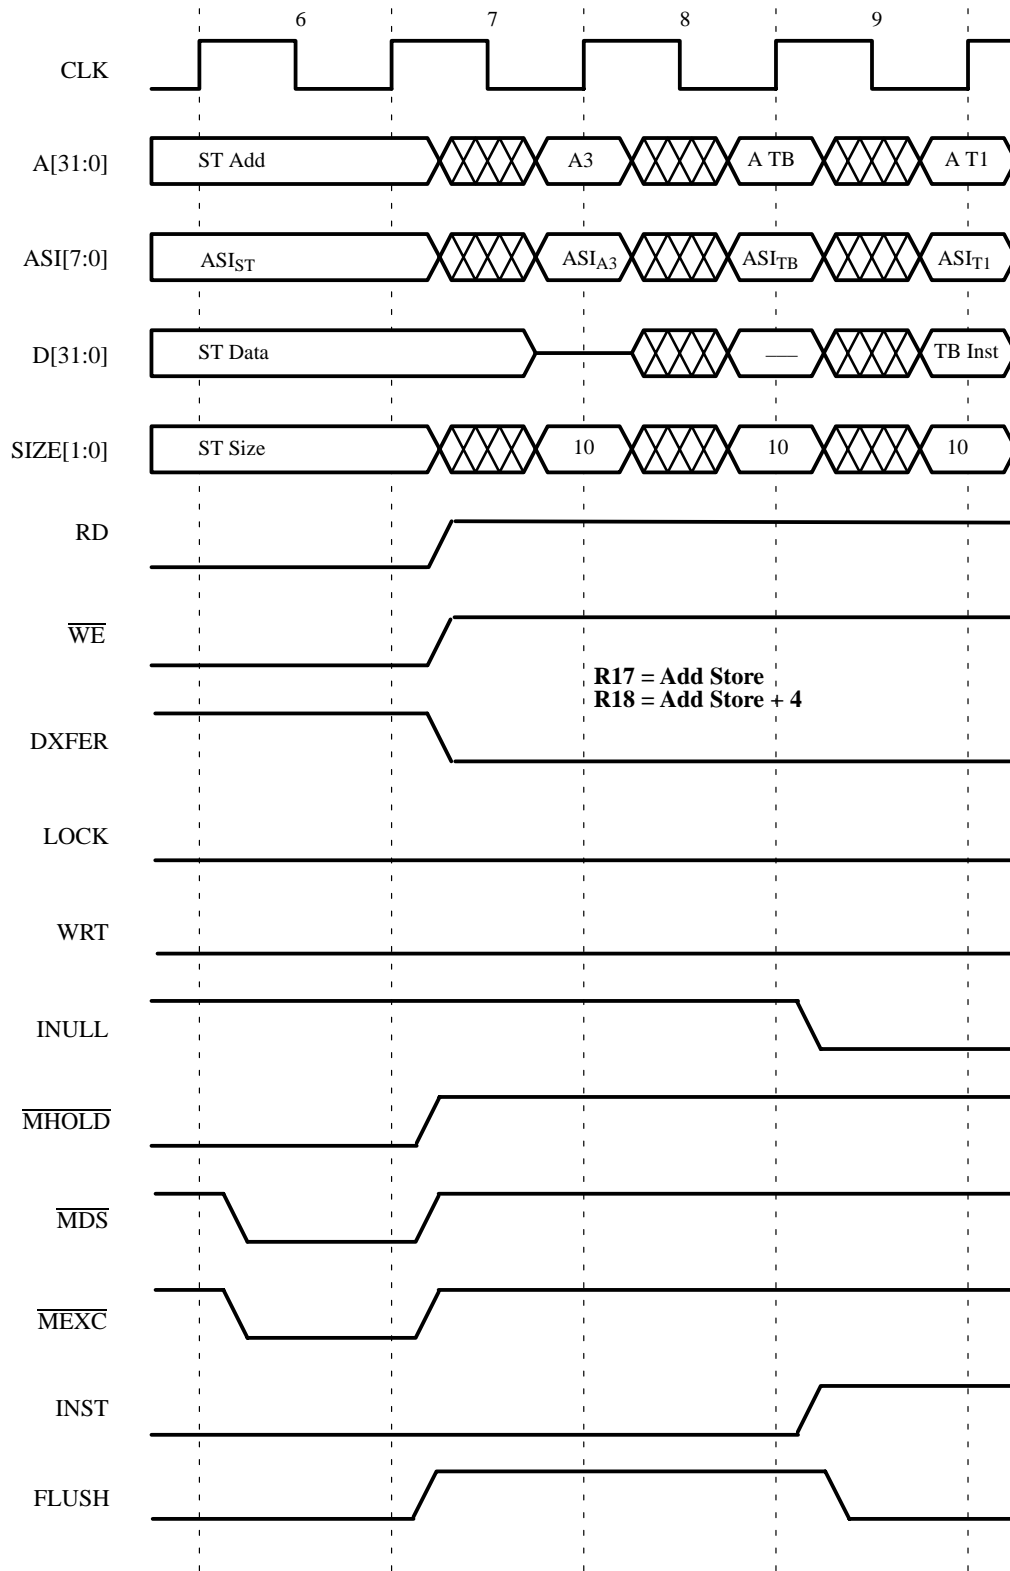 6 7 8 9
CLK
A[31:0] ST Add A3 A TB A T1
ASI[7:0] ASIST ASIA3 ASITB ASIT1
D[31:0] ST Data — TB Inst
SIZE[1:0] ST Size 10 10 10
RD
WE
R17 = Add Store
R18 = Add Store + 4
DXFER
LOCK
WRT
INULL
MHOLD
MDS
MEXC
INST
FLUSH